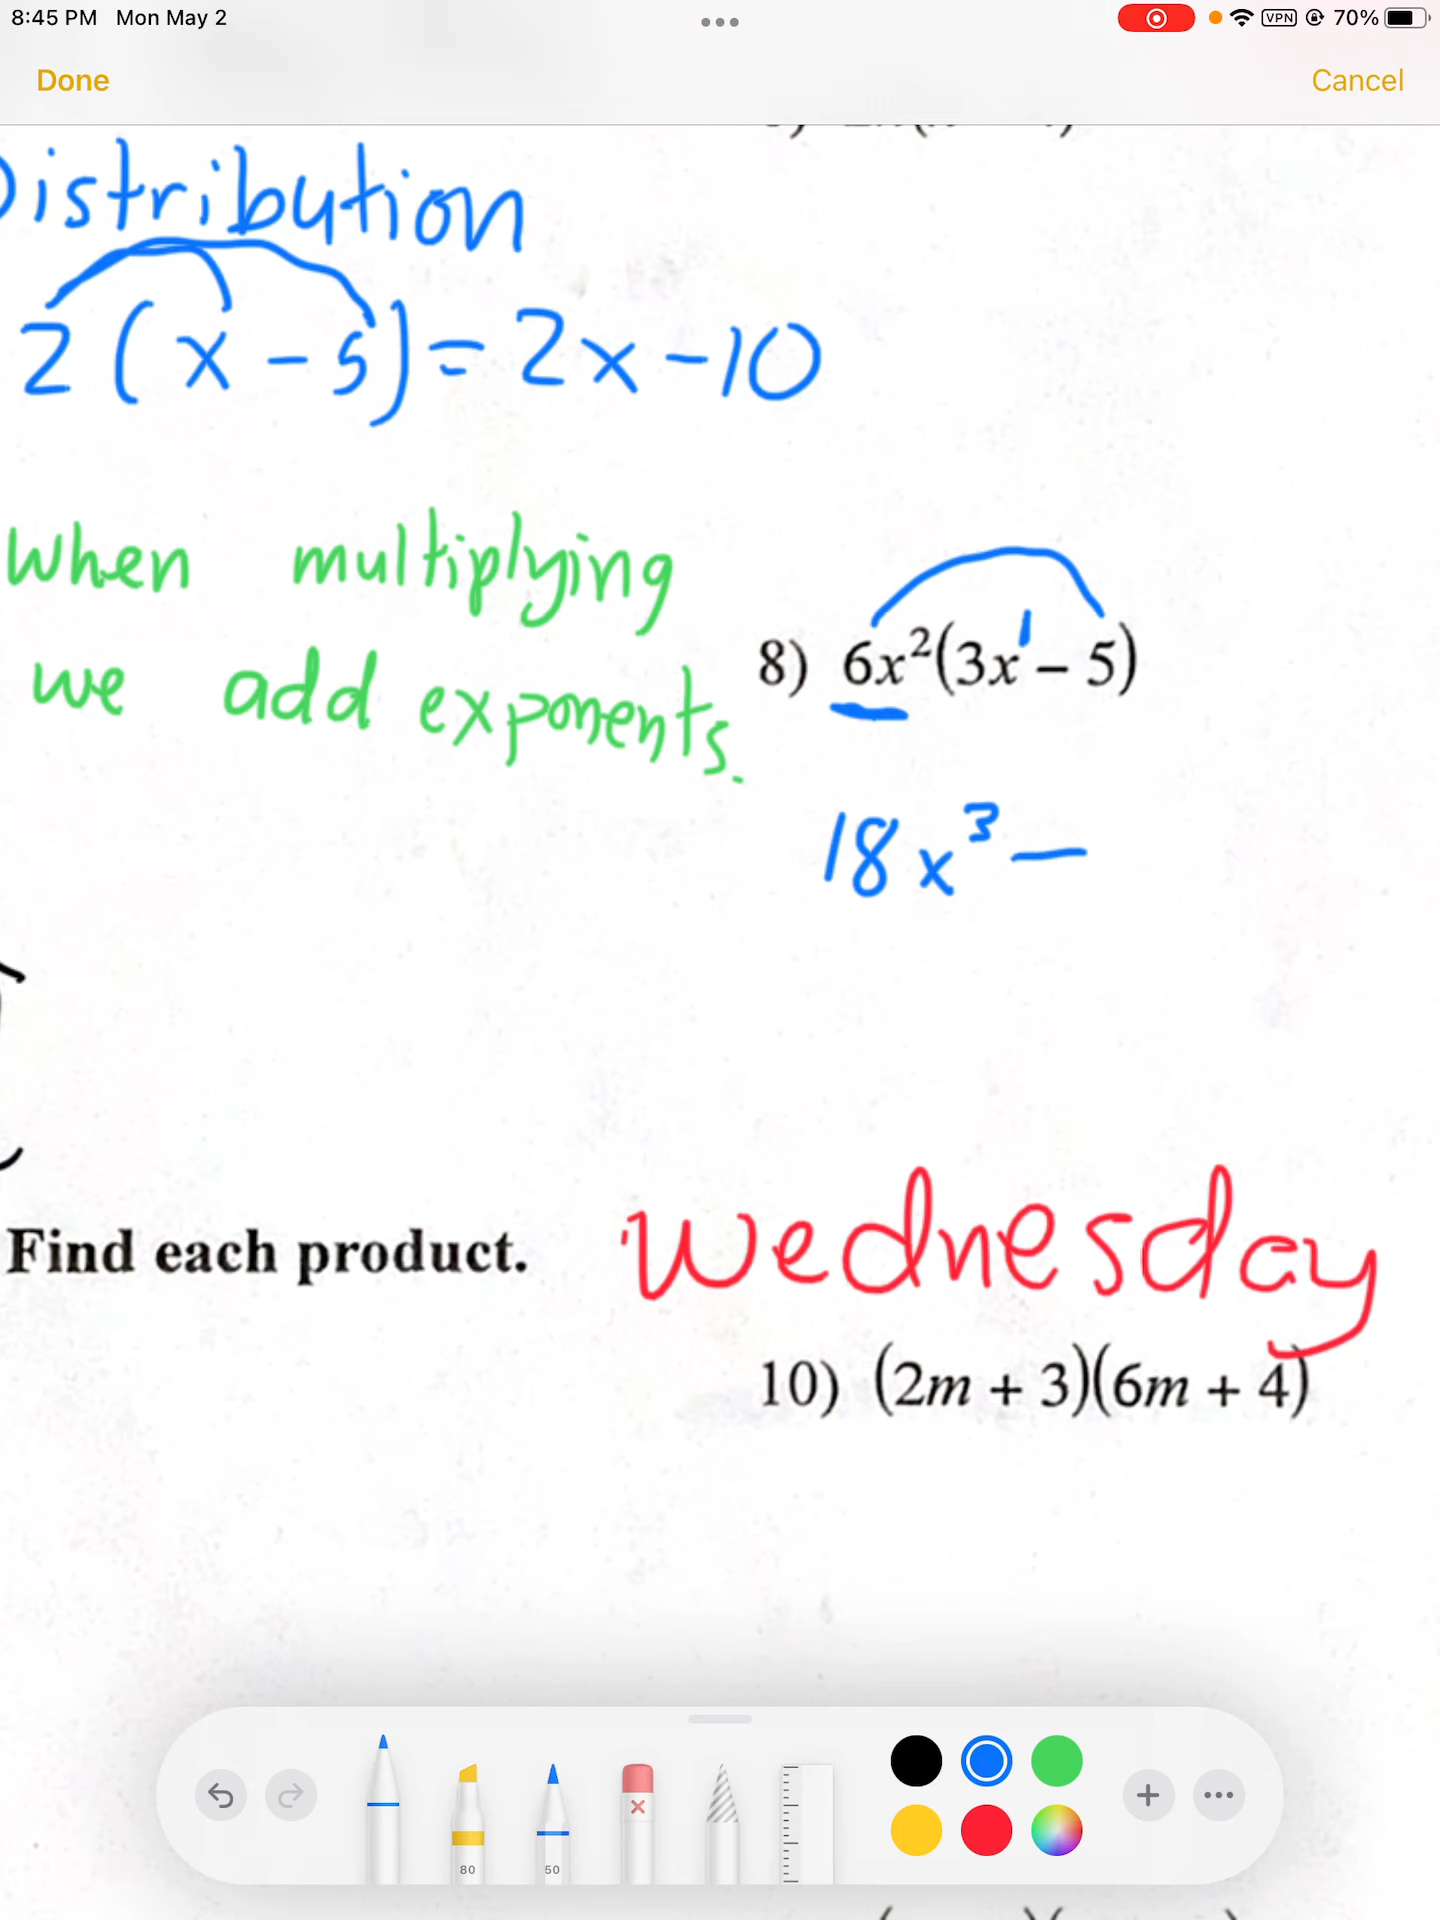 8:45 PM Mon May 2
VPN 70%
Done
Cancel
Distribution
2(x-5)=2x-10
When multiplying
we add exponents.
8) 6x²(3x¹ – 5)
18x³ –
Find each product.
Wednesday
10) (2m + 3)(6m + 4)
80
50